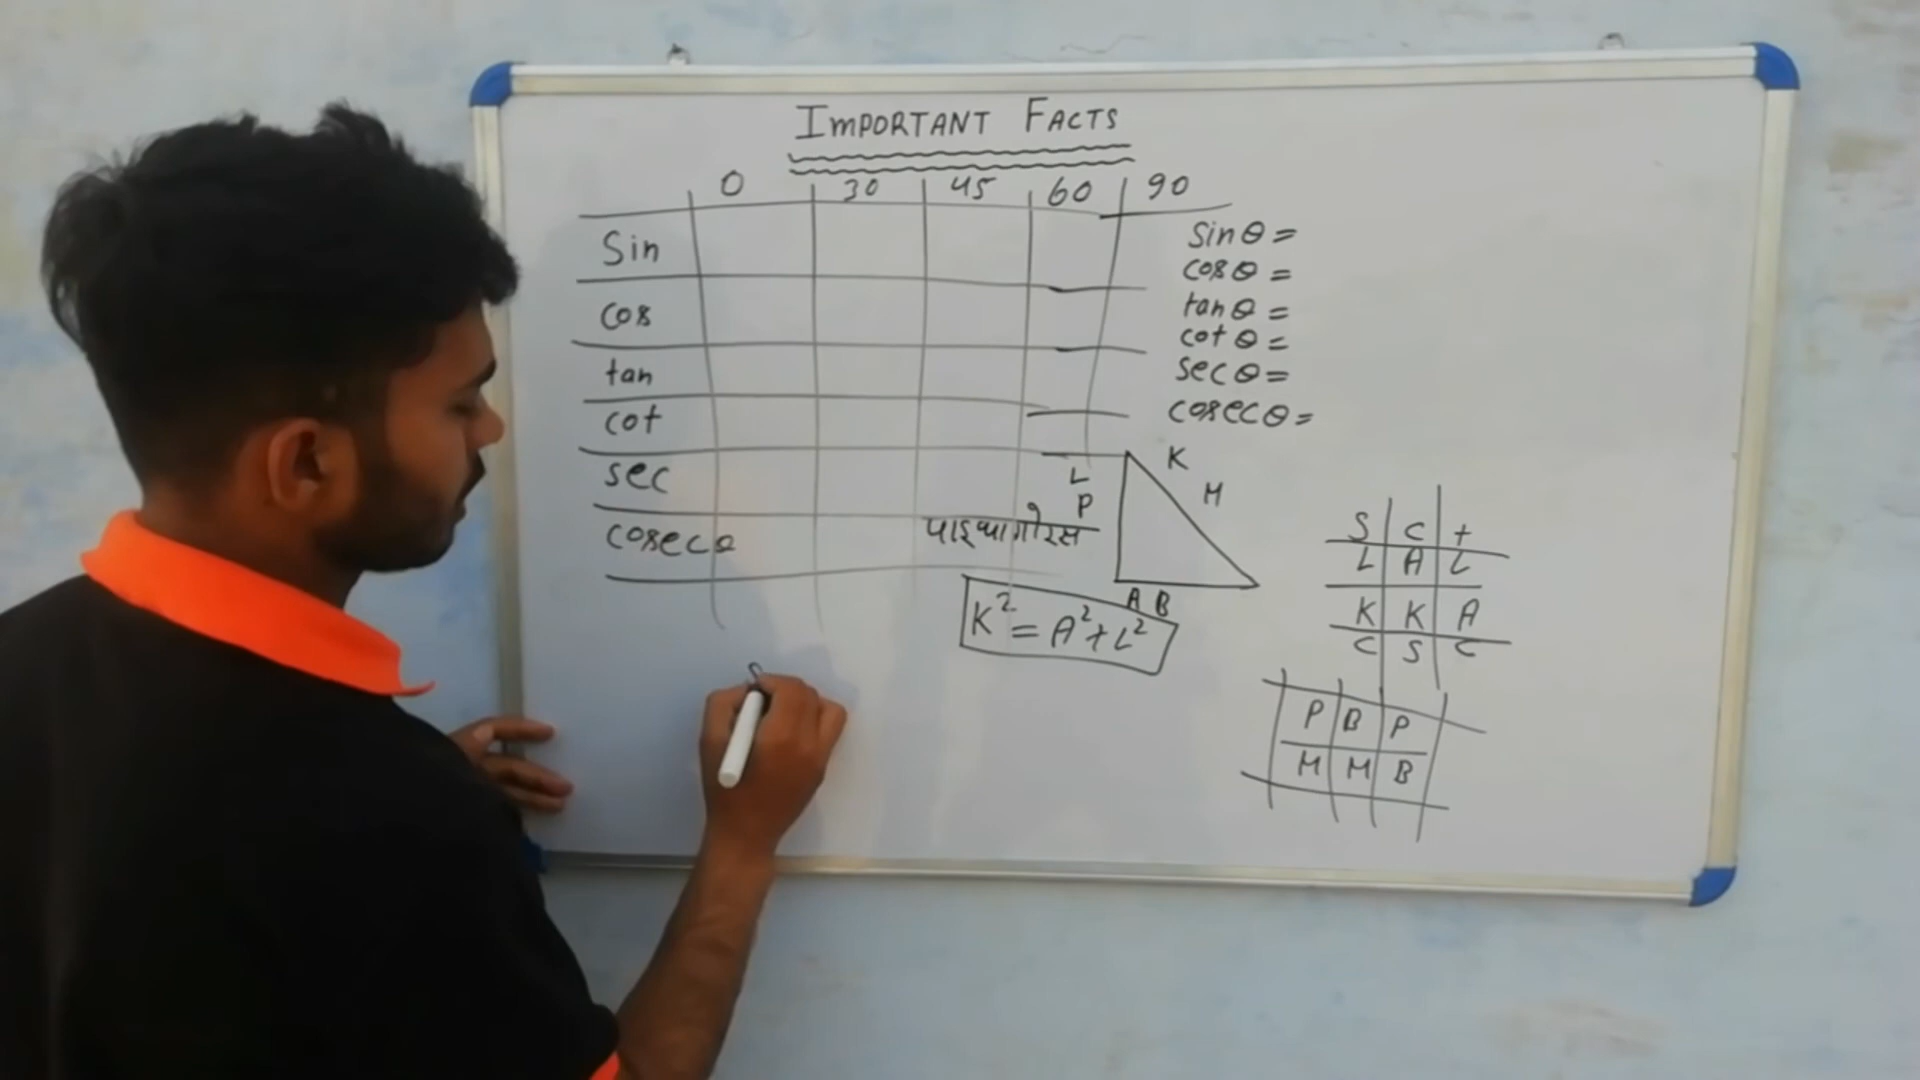 IMPORTANT FACTS
0 30 45 60 90
Sin
cos
tan
cot
sec
cosecθ
sinθ =
cosθ =
tanθ =
cotθ =
secθ =
cosecθ =
K
L
H
P
पाइथागोरस
A B
K² = A² + L²
S C t
L A L
K K A
C S C
P B P
H H B